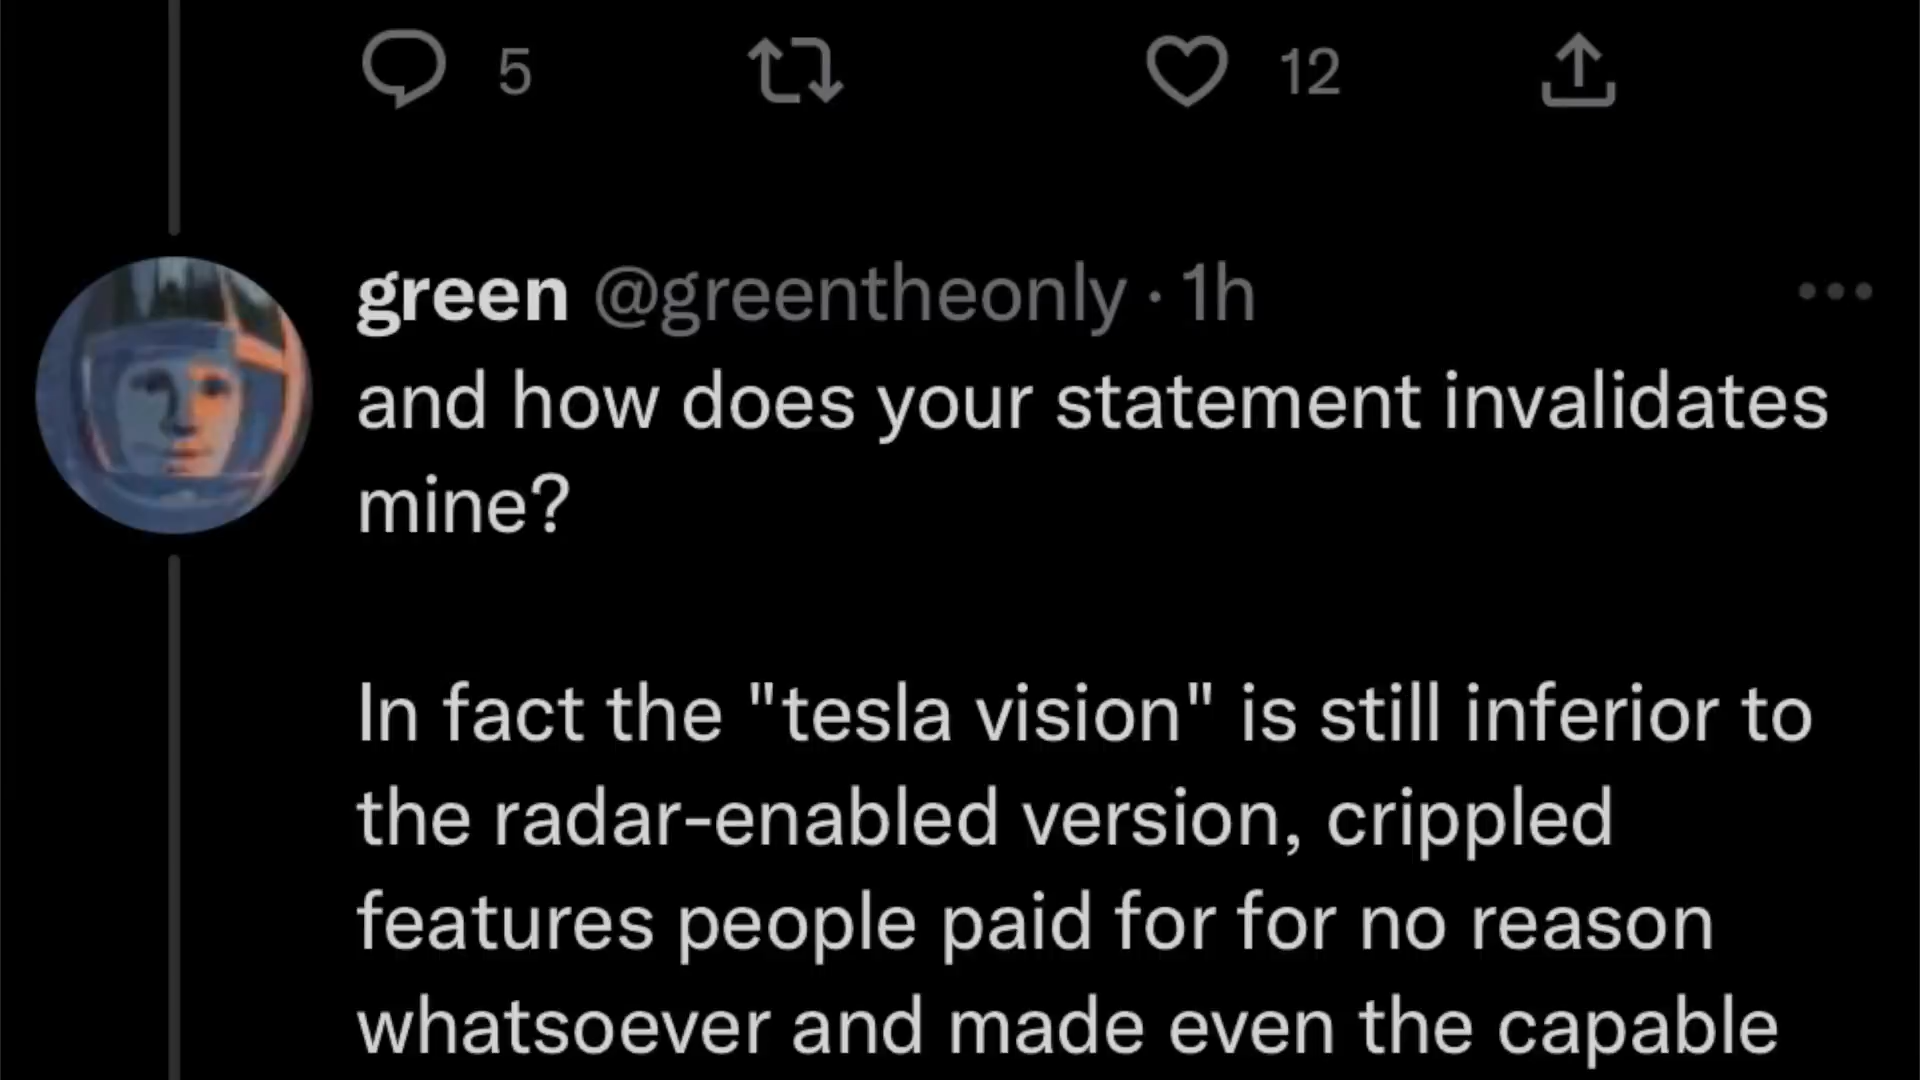 5 12
green @greentheonly · 1h
and how does your statement invalidates
mine?
In fact the "tesla vision" is still inferior to
the radar-enabled version, crippled
features people paid for for no reason
whatsoever and made even the capable